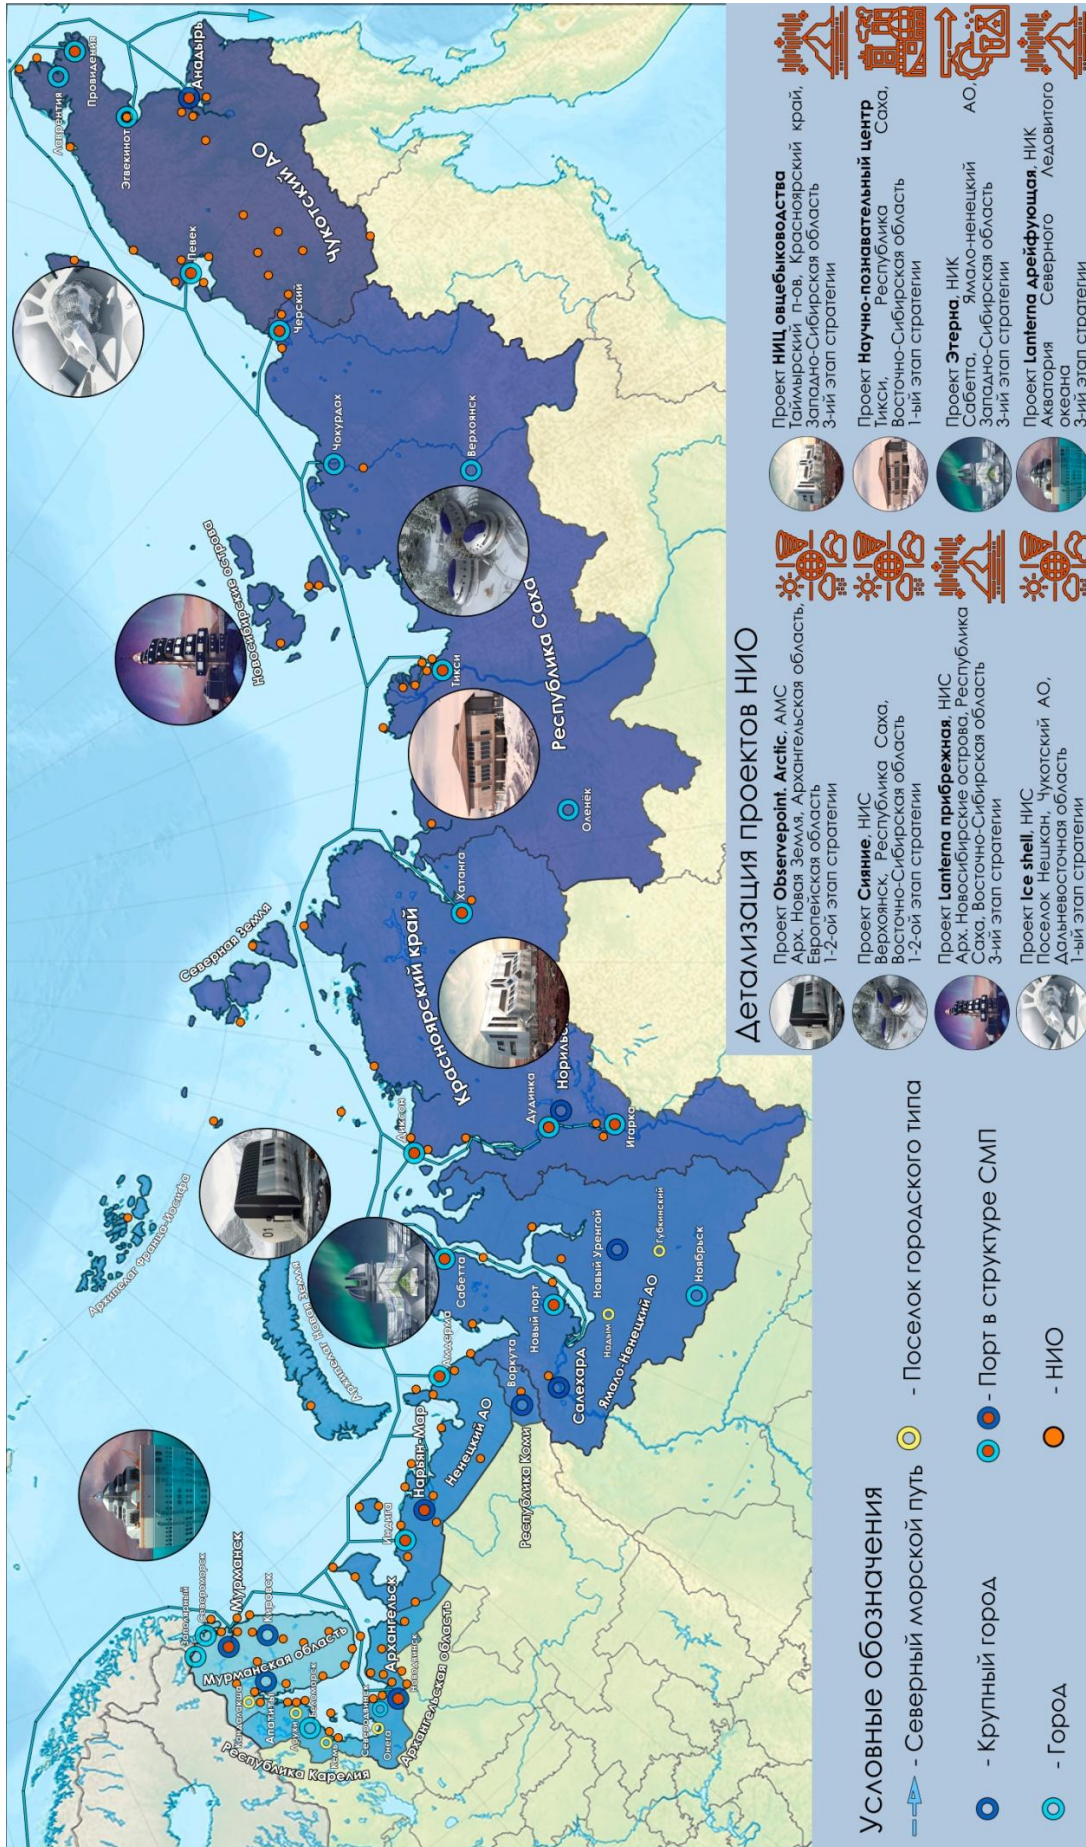 Лаврентия
Провидения
Эгвекинот
Анадырь
Чукотский АО
Певек
Черский
Чокурдах
Верхоянск
Новосибирские острова
Республика Саха
Тикси
Оленёк
Хатанга
Северная Земля
Красноярский край
Диксон
Дудинка
Игарка
Архипелаг Франца-Иосифа
Архипелаг Новая Земля
01
Сабетта
Новый порт
Новый Уренгой
Губкинский
Надым
Ноябрьск
Салехард
Ямало-Ненецкий АО
Амдерма
Воркута
Республика Коми
Нарьян-Мар
Ненецкий АО
Индига
Заполярный
Североморск
Мурманск
Кировск
Мурманская область
Кандалакша
Апатиты
Беломорск
Кемь
Республика Карелия
Северодвинск
Онега
Архангельск
Новодвинск
Архангельская область
Условные обозначения
- Северный морской путь
- Поселок городского типа
- Крупный город
- Порт в структуре СМП
- Город
- НИО
Детализация проектов НИО
Проект Observepoint. Arctic, АМС
Арх. Новая Земля, Архангельская область,
Европейская область
1-2-ой этап стратегии
Проект Сияние, НИС
Верхоянск, Республика Саха,
Восточно-Сибирская область
1-2-ой этап стратегии
Проект Lanterna прибрежная, НИС
Арх. Новосибирские острова, Республика
Саха, Восточно-Сибирская область
3-ий этап стратегии
Проект Ice shell, НИС
Поселок Нешкан, Чукотский АО,
Дальневосточная область
1-ый этап стратегии
Проект НИЦ овцебыководства
Таймырский п-ов, Красноярский край,
Западно-Сибирская область
3-ий этап стратегии
Проект Научно-познавательный центр
Тикси, Республика Саха,
Восточно-Сибирская область
1-ый этап стратегии
Проект Этерна, НИК
Сабетта, Ямало-ненецкий АО,
Западно-Сибирская область
3-ий этап стратегии
Проект Lanterna дрейфующая, НИК
Акватория Северного Ледовитого
океана
3-ий этап стратегии